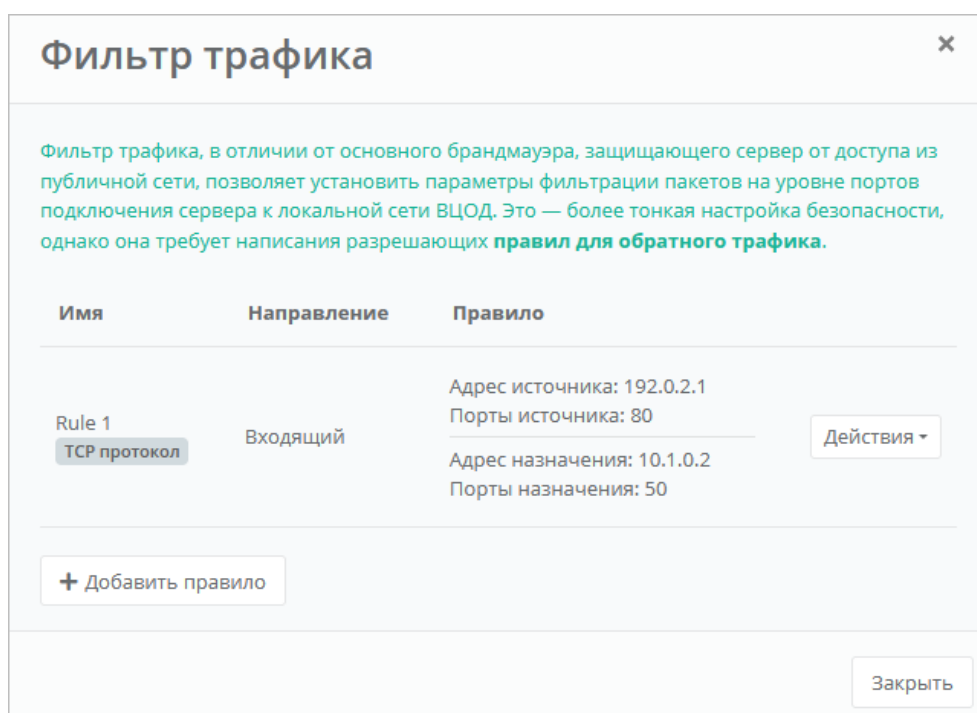 Фильтр трафика
×
Фильтр трафика, в отличии от основного брандмауэра, защищающего сервер от доступа из
публичной сети, позволяет установить параметры фильтрации пакетов на уровне портов
подключения сервера к локальной сети ВЦОД. Это — более тонкая настройка безопасности,
однако она требует написания разрешающих правил для обратного трафика.
Имя Направление Правило
Rule 1
TCP протокол
Входящий
Адрес источника: 192.0.2.1
Порты источника: 80
Адрес назначения: 10.1.0.2
Порты назначения: 50
Действия
+ Добавить правило
Закрыть